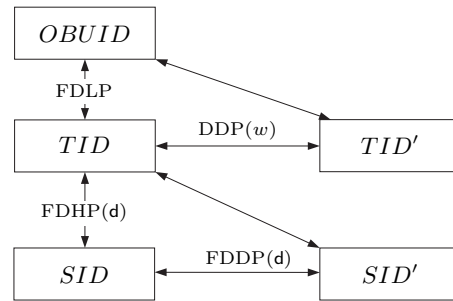 OBUID
FDLP
TID
DDP(w)
TID′
FDHP(d)
SID
FDDP(d)
SID′